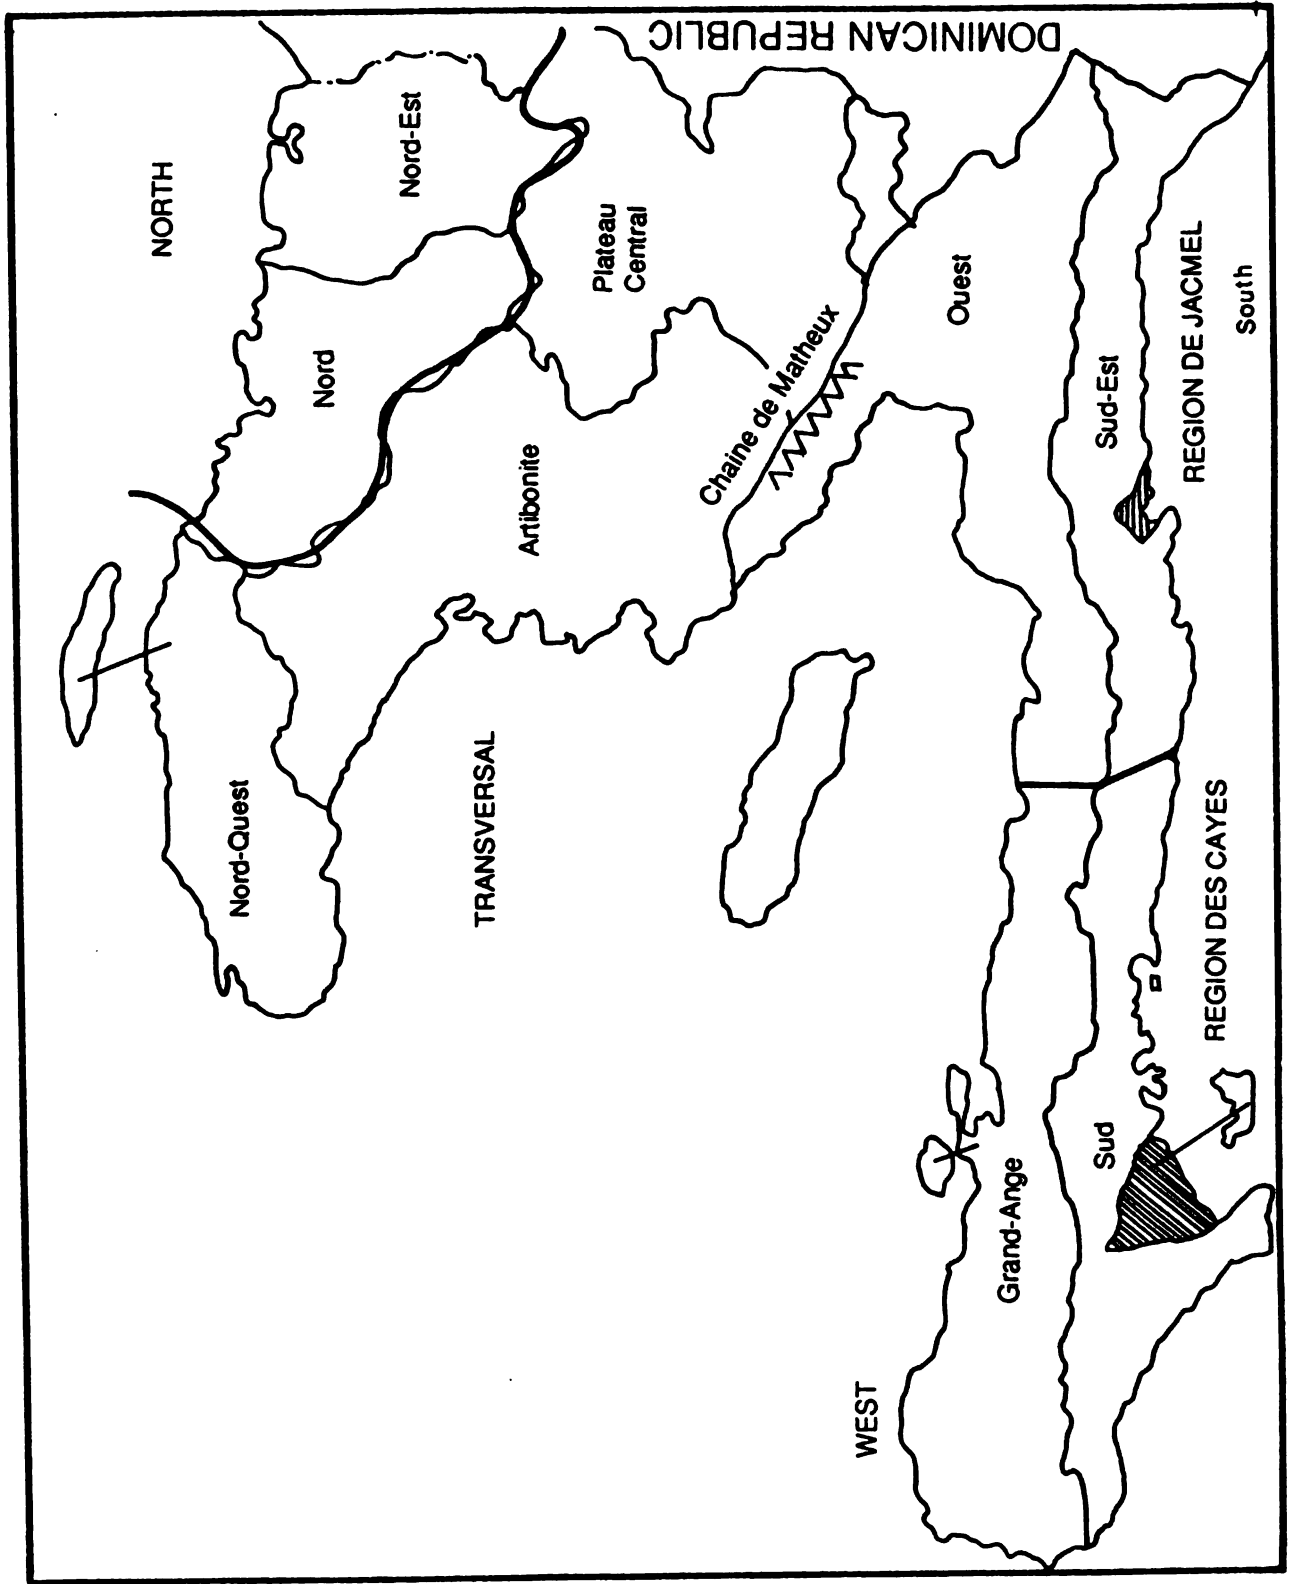 NORTH
Nord-Est
Nord
Nord-Quest
Plateau
Central
Artibonite
TRANSVERSAL
DOMINICAN REPUBLIC
Chaine de Matheux
Ouest
Sud-Est
REGION DE JACMEL
South
WEST
Grand-Ange
Sud
REGION DES CAYES